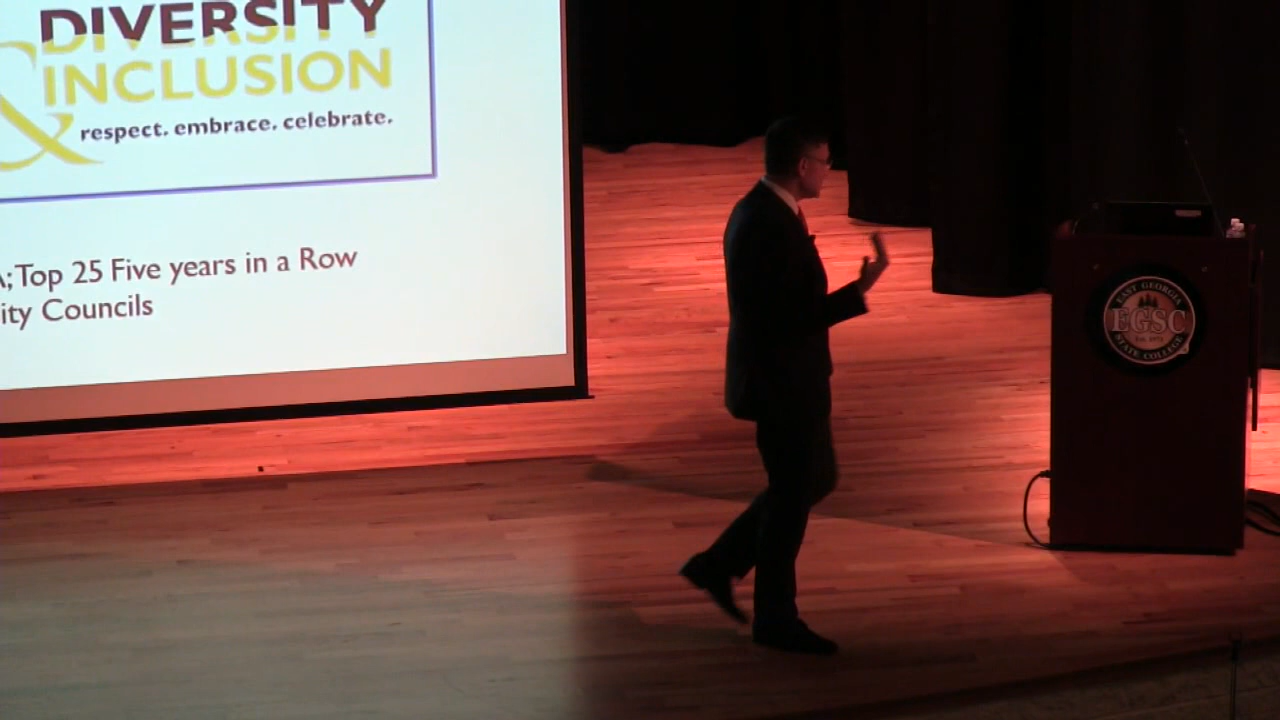 DIVERSITY
& INCLUSION
respect. embrace. celebrate.
; Top 25 Five years in a Row
ity Councils
EAST GEORGIA
EGSC
STATE COLLEGE